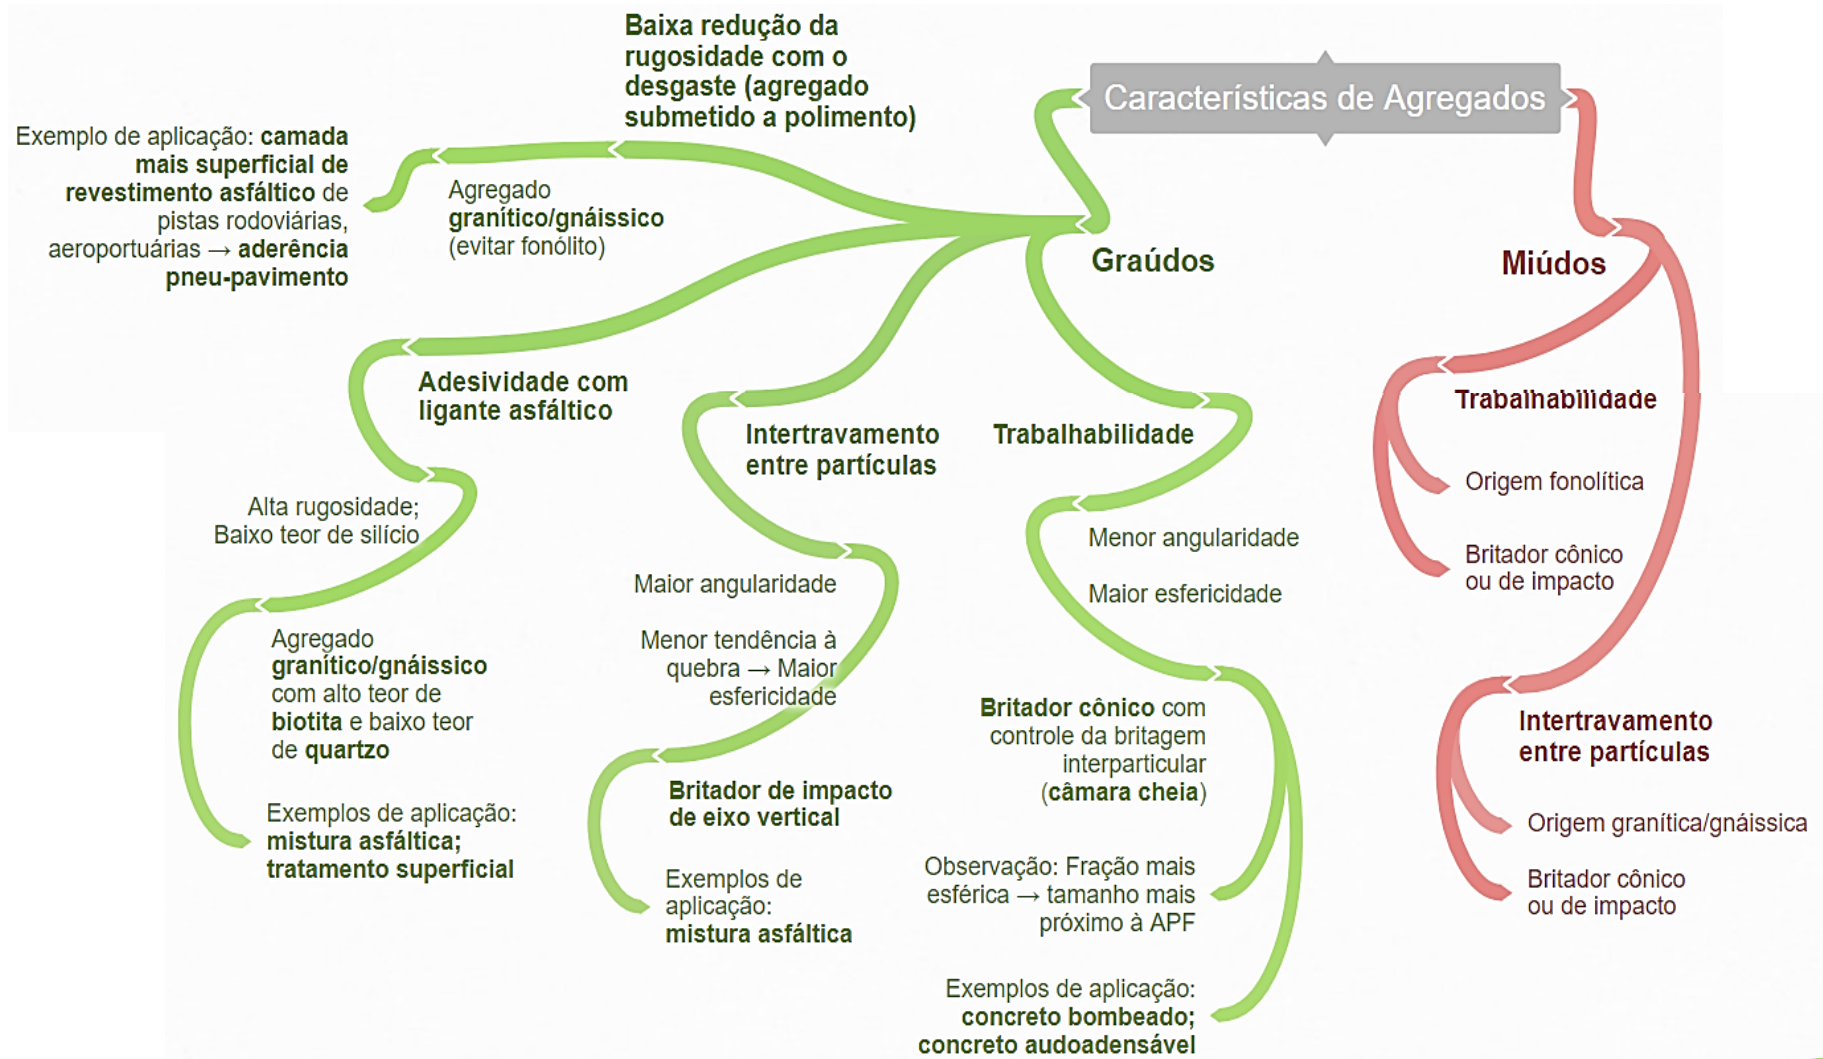 Características de Agregados
Graúdos
Baixa redução da
rugosidade com o
desgaste (agregado
submetido a polimento)
Agregado
granítico/gnáissico
(evitar fonólito)
Exemplo de aplicação: camada
mais superficial de
revestimento asfáltico de
pistas rodoviárias,
aeroportuárias → aderência
pneu-pavimento
Adesividade com
ligante asfáltico
Alta rugosidade;
Baixo teor de silício
Agregado
granítico/gnáissico
com alto teor de
biotita e baixo teor
de quartzo
Exemplos de aplicação:
mistura asfáltica;
tratamento superficial
Intertravamento
entre partículas
Maior angularidade
Menor tendência à
quebra → Maior
esfericidade
Britador de impacto
de eixo vertical
Exemplos de
aplicação:
mistura asfáltica
Trabalhabilidade
Menor angularidade
Maior esfericidade
Britador cônico com
controle da britagem
interparticular
(câmara cheia)
Observação: Fração mais
esférica → tamanho mais
próximo à APF
Exemplos de aplicação:
concreto bombeado;
concreto audoadensável
Miúdos
Trabalhabilidade
Origem fonolítica
Britador cônico
ou de impacto
Intertravamento
entre partículas
Origem granítica/gnáissica
Britador cônico
ou de impacto